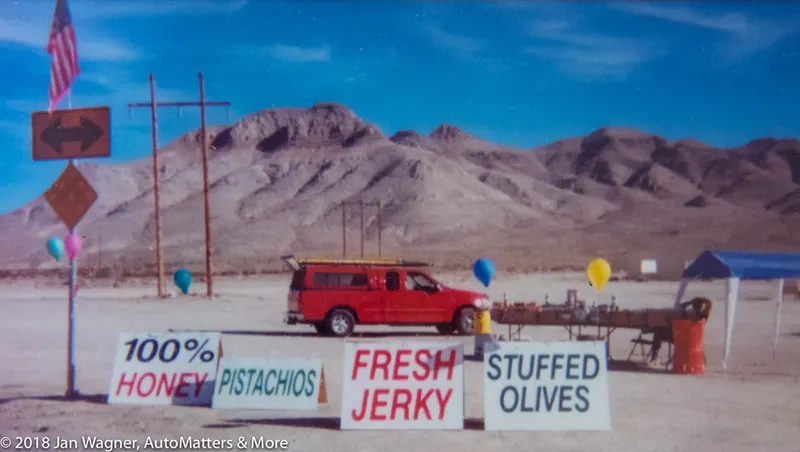 100%
HONEY
PISTACHIOS
FRESH
JERKY
STUFFED
OLIVES
© 2018 Jan Wagner, AutoMatters & More